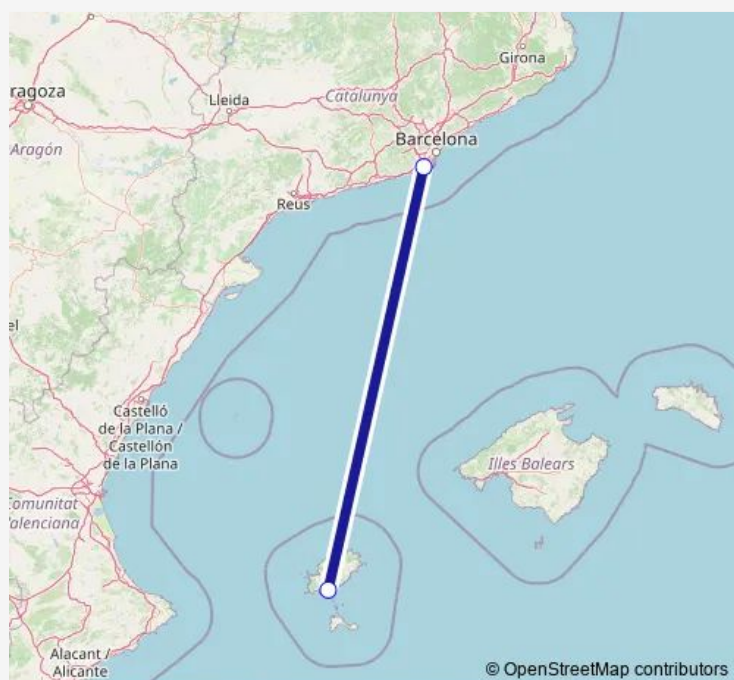 Girona
ragoza
Lleida
Catalunya
Barcelona
Aragón
Reus
el
Castelló
de la Plana /
Castellón
de la Plana
Illes Balears
Comunitat
Valenciana
Alacant /
Alicante
© OpenStreetMap contributors